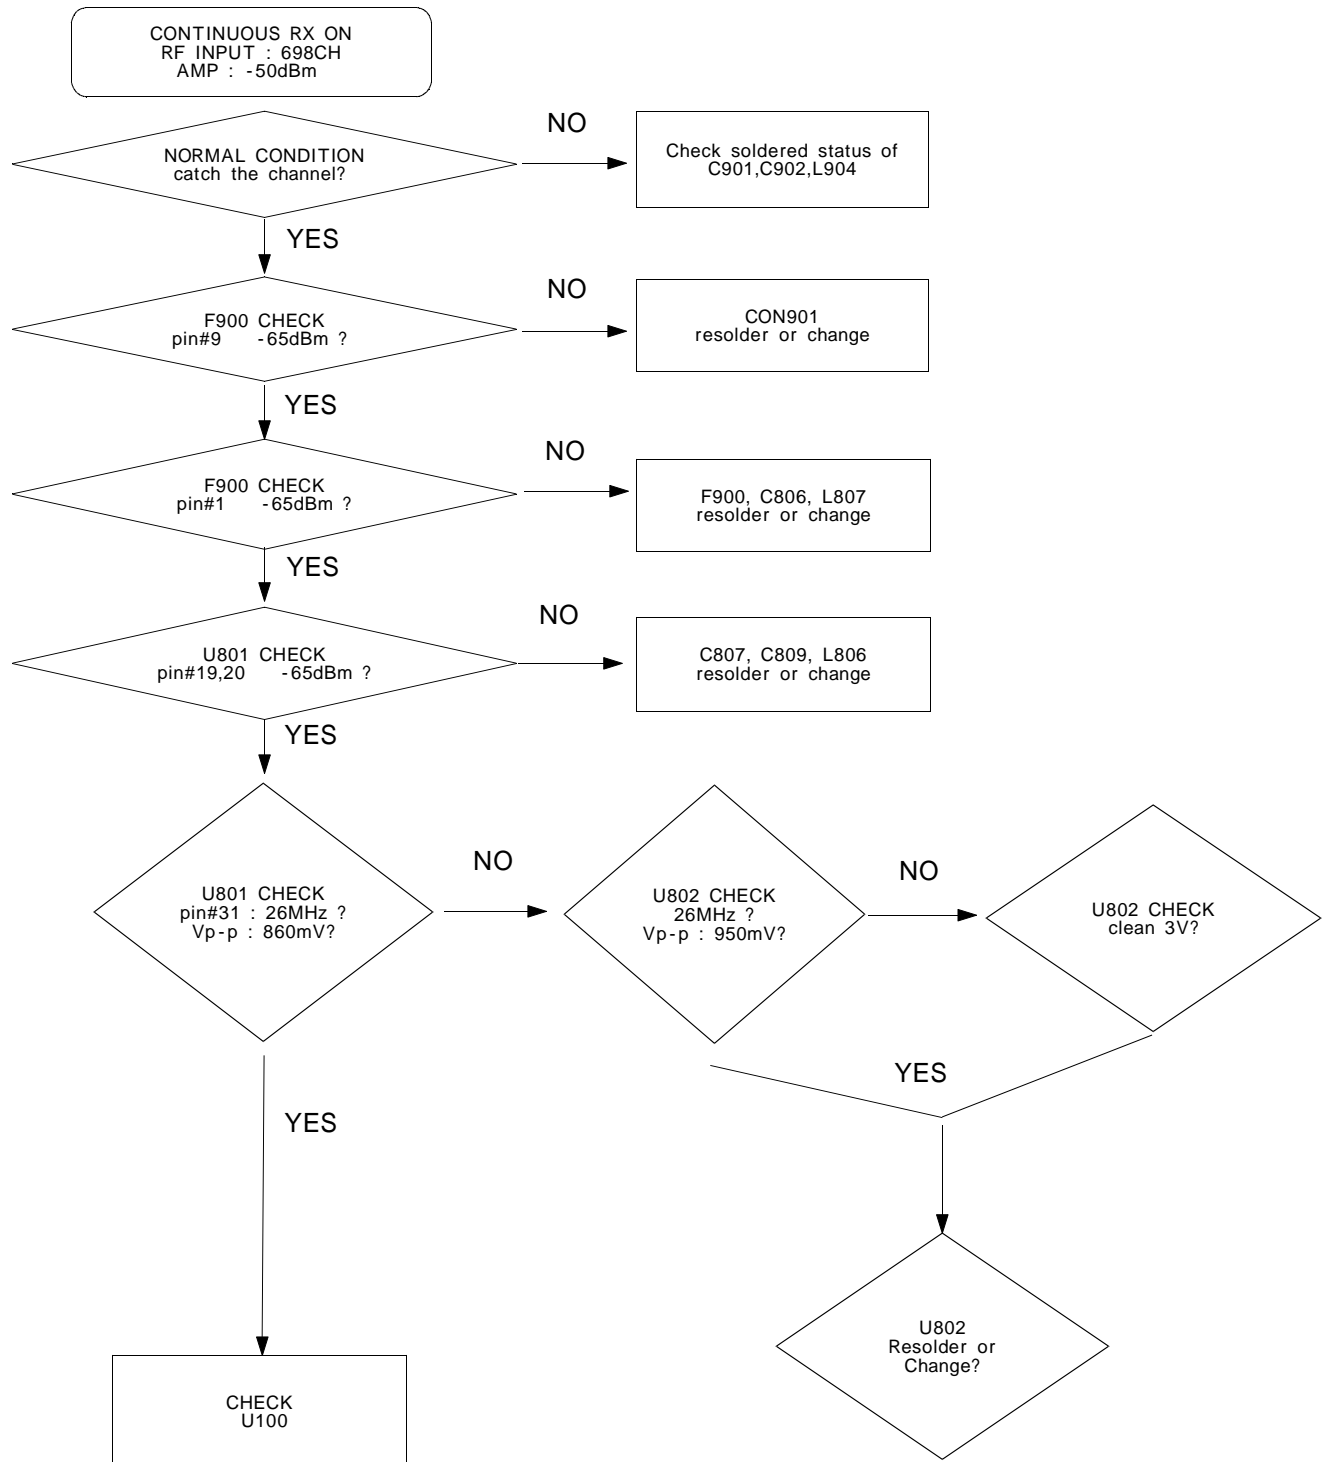 CONTINUOUS RX ON
RF INPUT : 698CH
AMP : -50dBm
NORMAL CONDITION
catch the channel?
NO
Check soldered status of
C901,C902,L904
YES
F900 CHECK
pin#9 -65dBm ?
NO
CON901
resolder or change
YES
F900 CHECK
pin#1 -65dBm ?
NO
F900, C806, L807
resolder or change
YES
U801 CHECK
pin#19,20 -65dBm ?
NO
C807, C809, L806
resolder or change
YES
U801 CHECK
pin#31 : 26MHz ?
Vp-p : 860mV?
NO
U802 CHECK
26MHz ?
Vp-p : 950mV?
NO
U802 CHECK
clean 3V?
YES
YES
U802
Resolder or
Change?
CHECK
U100